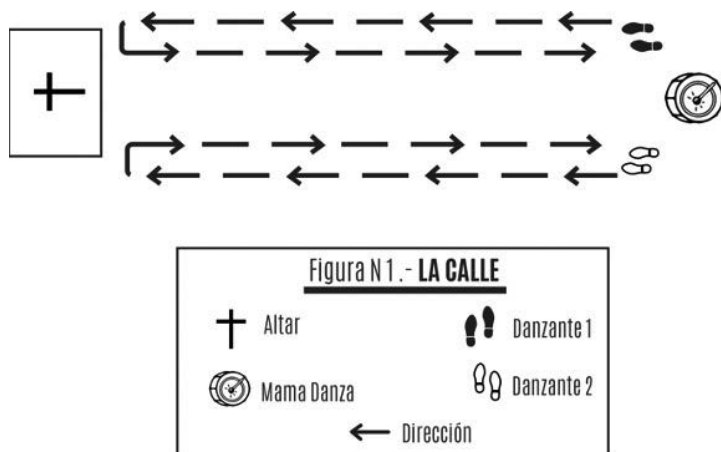 Figura N 1 .- LA CALLE
Altar
Danzante 1
Mama Danza
Danzante 2
Dirección